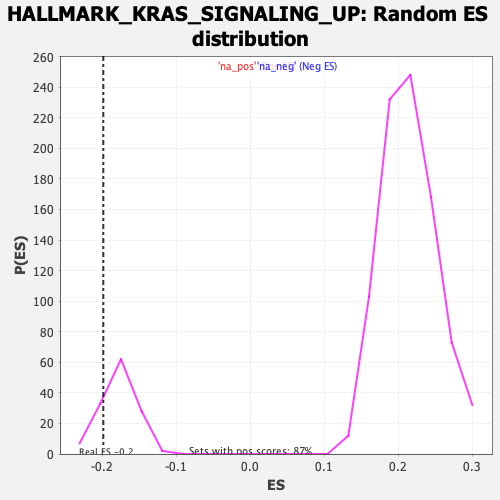 HALLMARK_KRAS_SIGNALING_UP: Random ES
distribution
'na_pos' 'na_neg' (Neg ES)
260
240
220
200
180
160
140
120
100
80
60
40
20
0
P(ES)
Real ES -0.2
Sets with pos scores: 87%
-0.2 -0.1 0.0 0.1 0.2 0.3
ES